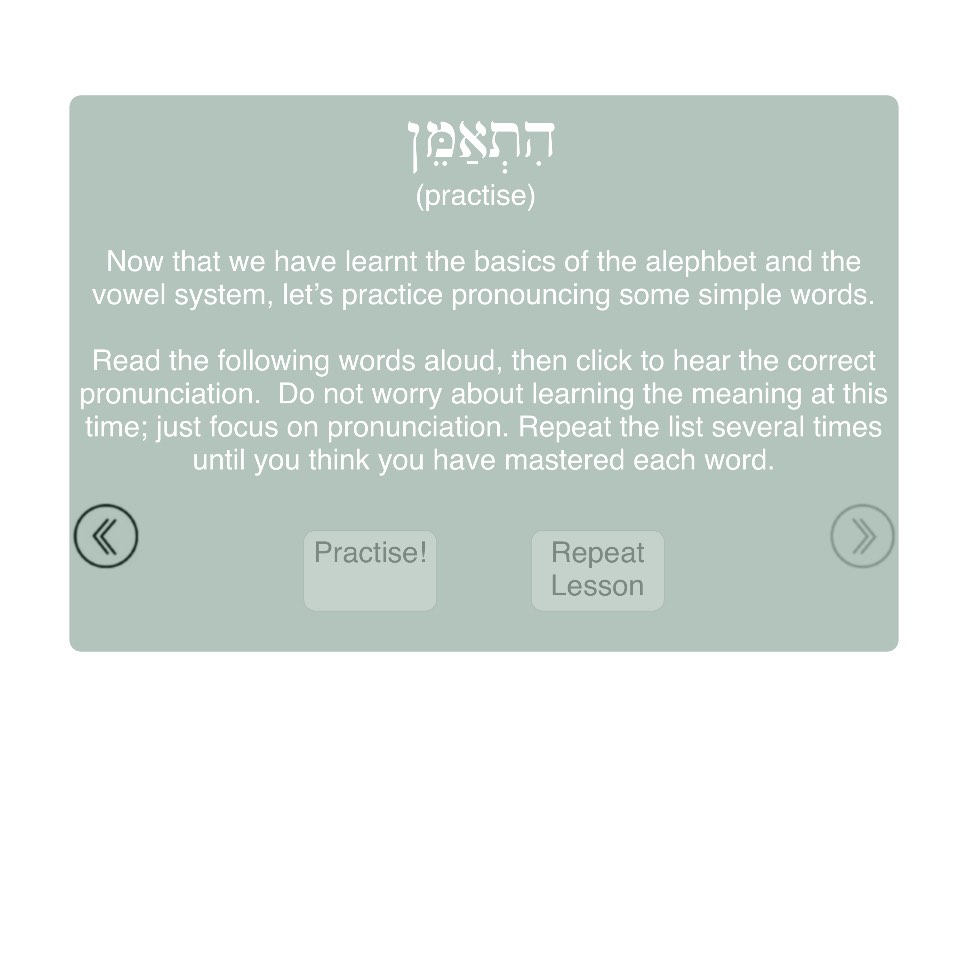 הִתְאַמֵּן
(practise)
Now that we have learnt the basics of the alephbet and the
vowel system, let’s practice pronouncing some simple words.
Read the following words aloud, then click to hear the correct
pronunciation.  Do not worry about learning the meaning at this
time; just focus on pronunciation. Repeat the list several times
until you think you have mastered each word.
Practise!
Repeat
Lesson